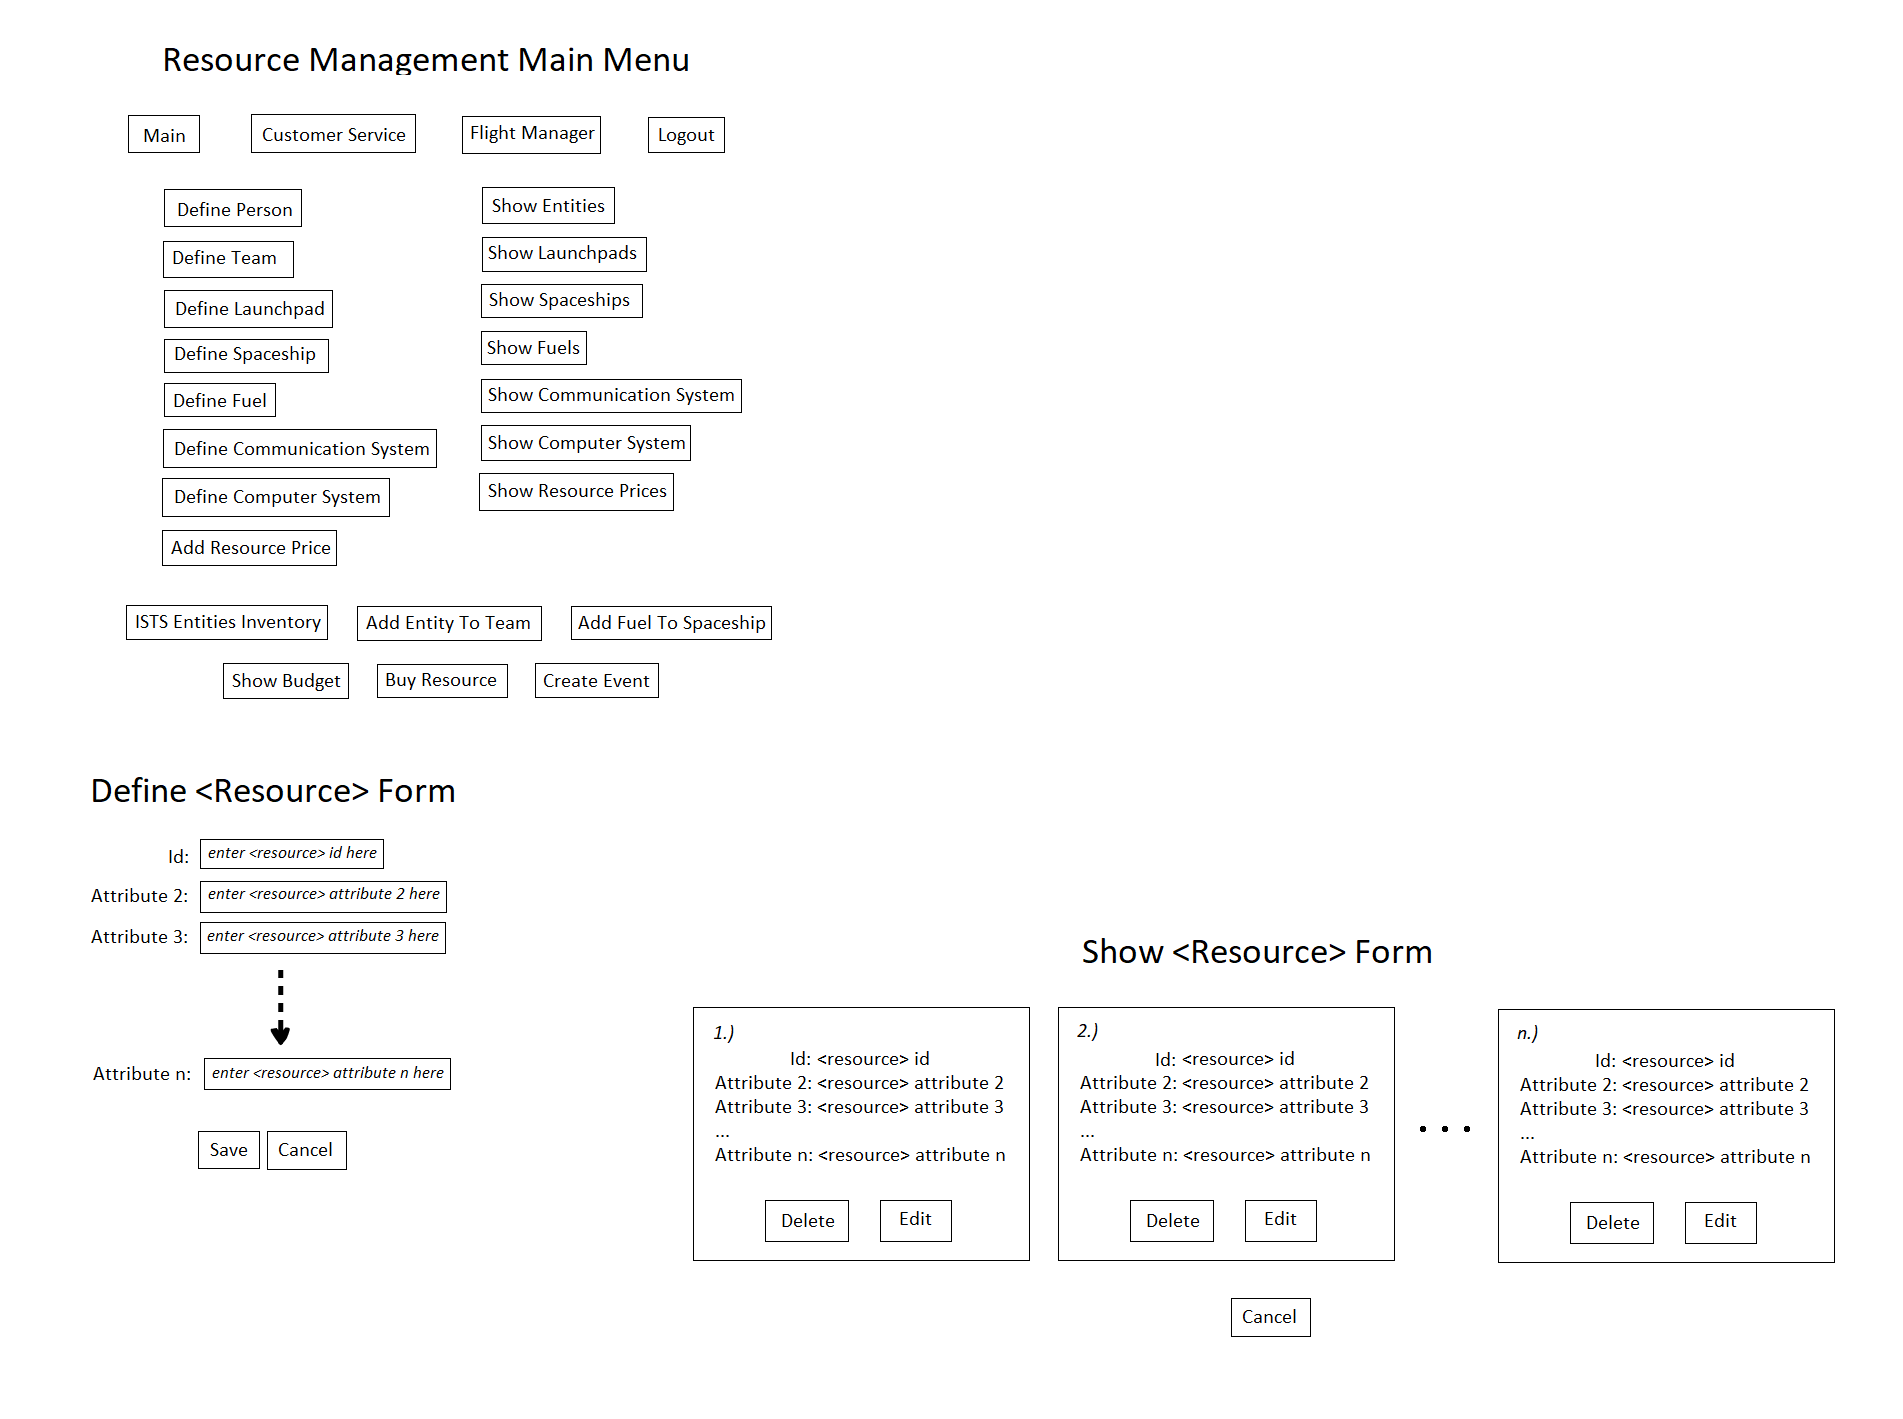 Resource Management Main Menu
Main
Customer Service
Flight Manager
Logout
Define Person
Define Team
Define Launchpad
Define Spaceship
Define Fuel
Define Communication System
Define Computer System
Add Resource Price
Show Entities
Show Launchpads
Show Spaceships
Show Fuels
Show Communication System
Show Computer System
Show Resource Prices
ISTS Entities Inventory
Add Entity To Team
Add Fuel To Spaceship
Show Budget
Buy Resource
Create Event
Define <Resource> Form
Id: enter <resource> id here
Attribute 2: enter <resource> attribute 2 here
Attribute 3: enter <resource> attribute 3 here
Attribute n: enter <resource> attribute n here
Save
Cancel
Show <Resource> Form
1.)
Id: <resource> id
Attribute 2: <resource> attribute 2
Attribute 3: <resource> attribute 3
...
Attribute n: <resource> attribute n
Delete
Edit
2.)
Id: <resource> id
Attribute 2: <resource> attribute 2
Attribute 3: <resource> attribute 3
...
Attribute n: <resource> attribute n
Delete
Edit
. . .
n.)
Id: <resource> id
Attribute 2: <resource> attribute 2
Attribute 3: <resource> attribute 3
...
Attribute n: <resource> attribute n
Delete
Edit
Cancel